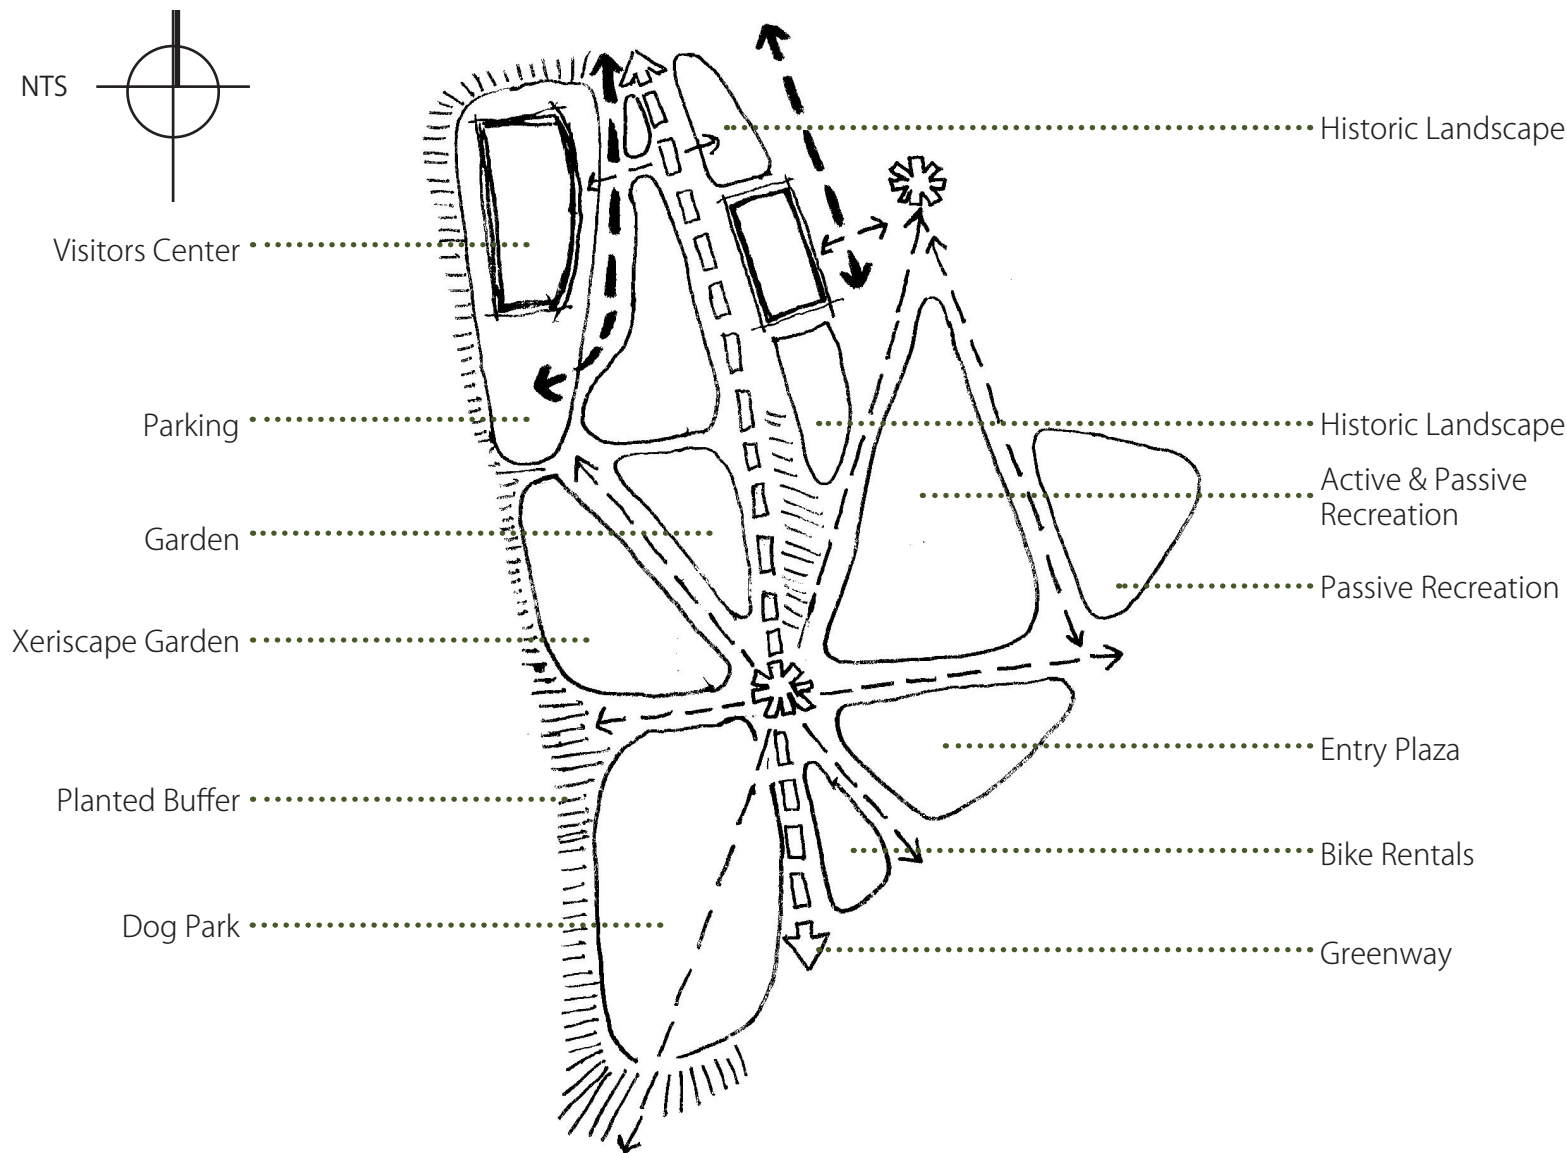 NTS
Visitors Center
Parking
Garden
Xeriscape Garden
Planted Buffer
Dog Park
Historic Landscape
Historic Landscape
Active & Passive
Recreation
Passive Recreation
Entry Plaza
Bike Rentals
Greenway